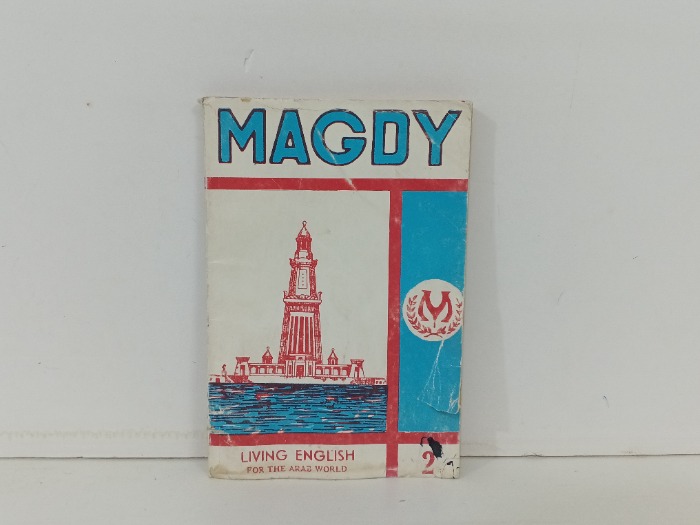 MAGDY
M
LIVING ENGLISH
FOR THE ARAB WORLD
2